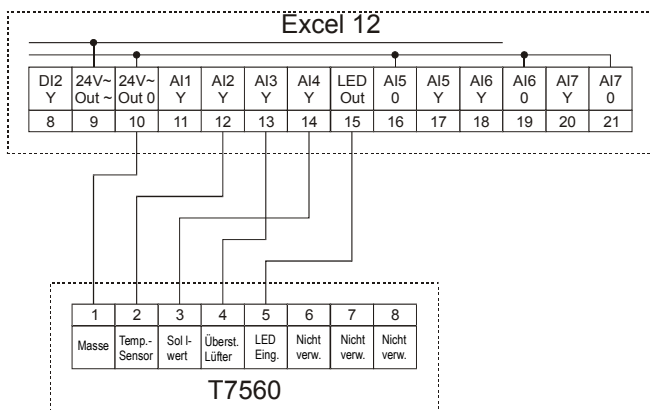 Excel 12
DI2 24V~ 24V~ AI1 AI2 AI3 AI4 LED AI5 AI5 AI6 AI6 AI7 AI7
Y Out ~ Out 0 Y Y Y Y Out 0 Y Y 0 Y 0
8 9 10 11 12 13 14 15 16 17 18 19 20 21
1 2 3 4 5 6 7 8
Masse Temp.- Sol l- Überst. LED Nicht Nicht Nicht
Sensor wert Lüfter Eing. verw. verw. verw.
T7560